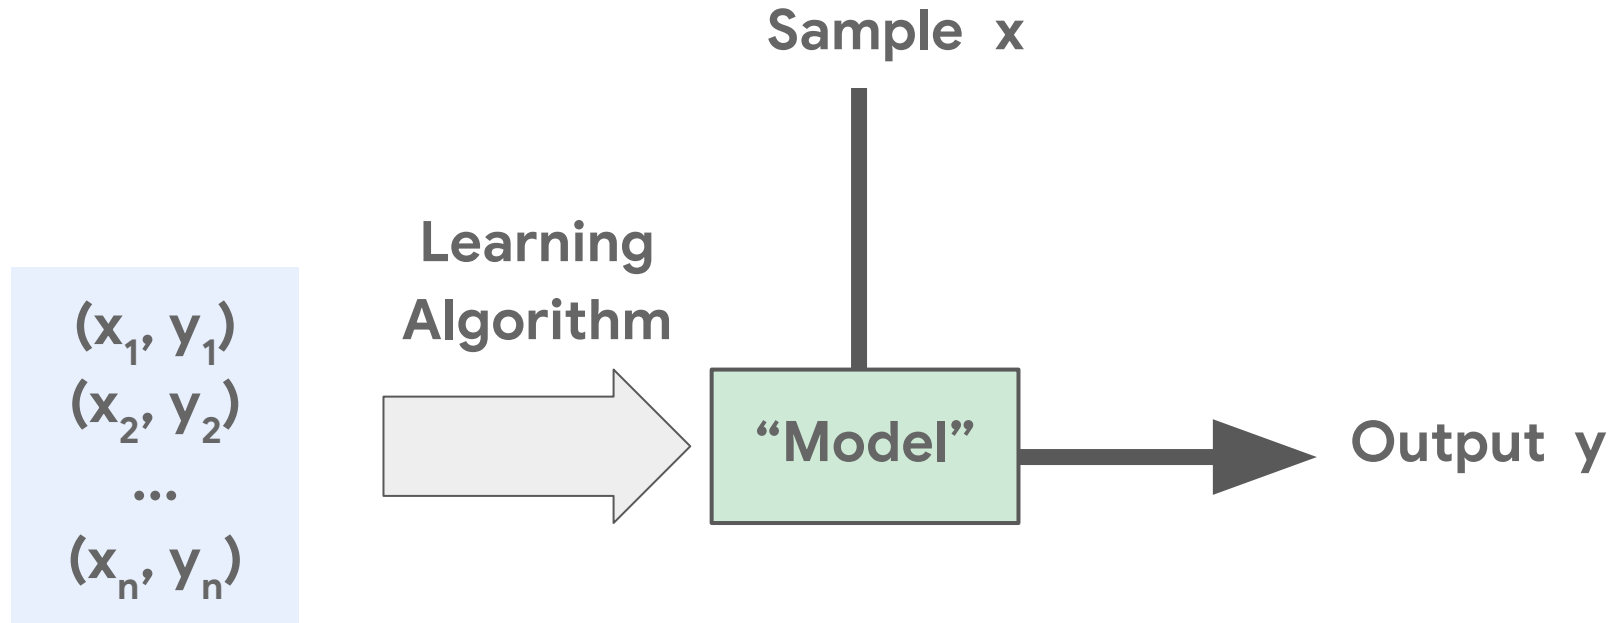 Sample x
Learning
Algorithm
(x₁, y₁)
(x₂, y₂)
...
(xₙ, yₙ)
“Model”
Output y